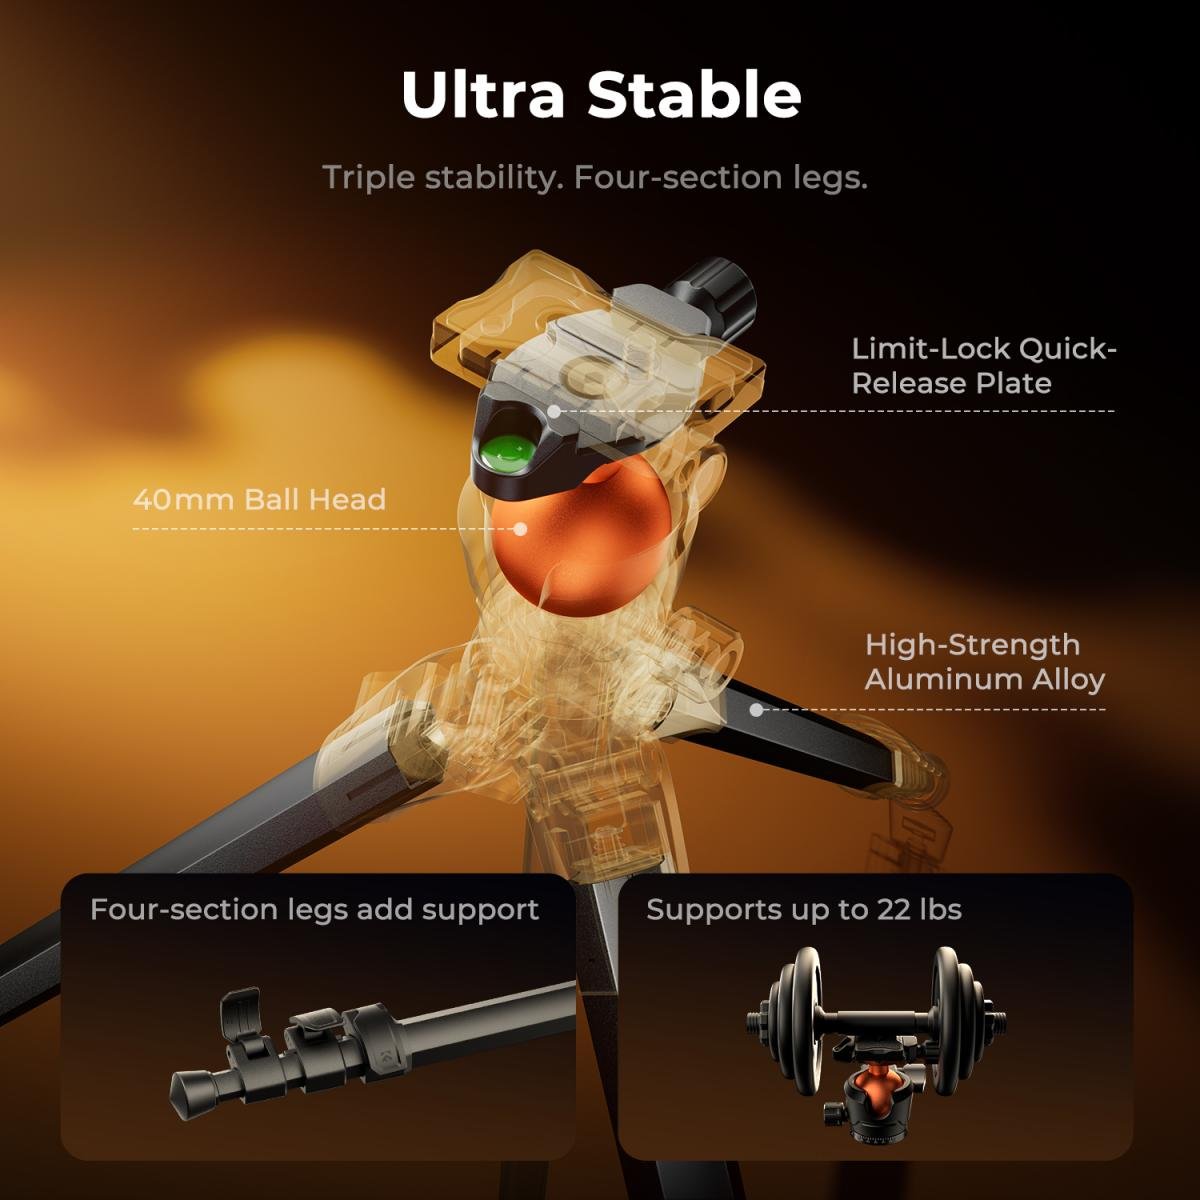 Ultra Stable
Triple stability. Four-section legs.
Limit-Lock Quick-
Release Plate
40mm Ball Head
High-Strength
Aluminum Alloy
Four-section legs add support
Supports up to 22 lbs